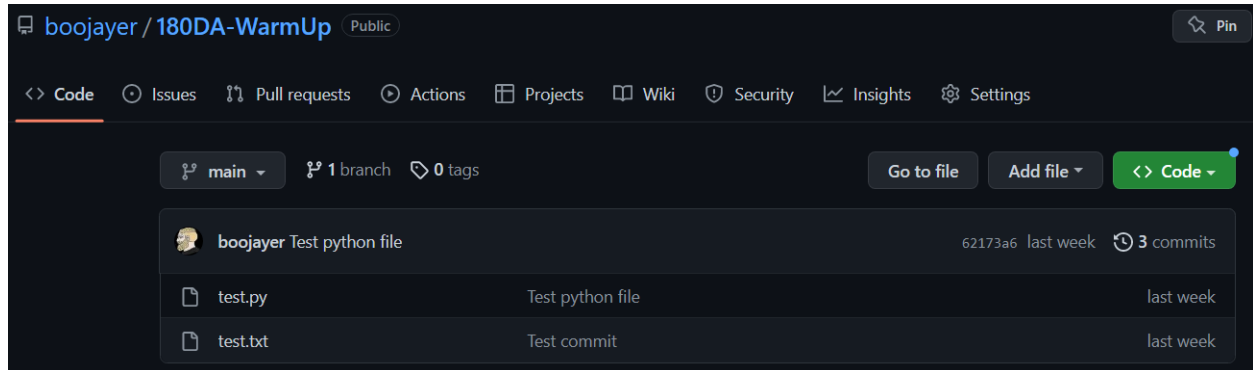 boojayer / 180DA-WarmUp Public Pin
Code Issues Pull requests Actions Projects Wiki Security Insights Settings
main 1 branch 0 tags Go to file Add file Code
boojayer Test python file 62173a6 last week 3 commits
test.py Test python file last week
test.txt Test commit last week